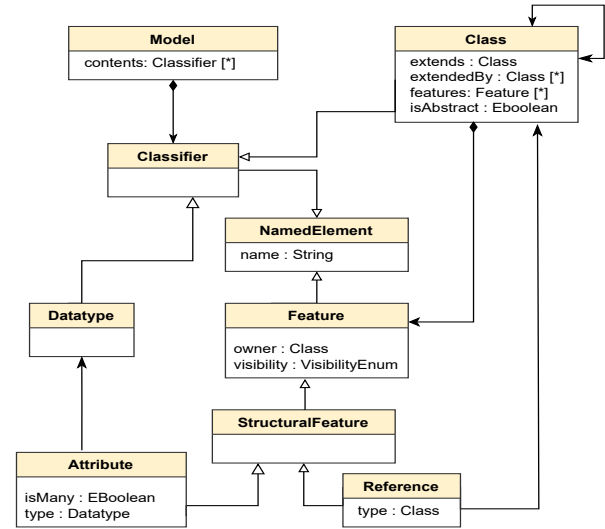 Model
contents: Classifier [*]
Class
extends : Class
extendedBy : Class [*]
features: Feature [*]
isAbstract : Eboolean
Classifier
NamedElement
name : String
Datatype
Feature
owner : Class
visibility : VisibilityEnum
StructuralFeature
Attribute
isMany : EBoolean
type : Datatype
Reference
type : Class